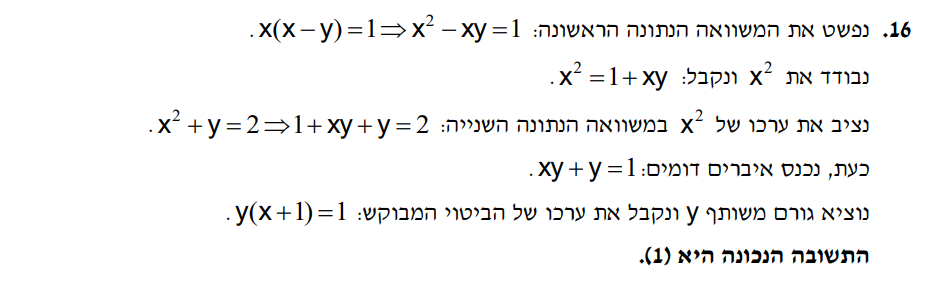 16. נפשט את המשוואה הנתונה הראשונה: x(x−y)=1⇒x²−xy=1.
נבודד את x² ונקבל: x²=1+xy.
נציב את ערכו של x² במשוואה הנתונה השנייה: x²+y=2⇒1+xy+y=2.
כעת, נכנס איברים דומים: xy+y=1.
נוציא גורם משותף y ונקבל את ערכו של הביטוי המבוקש: y(x+1)=1.
התשובה הנכונה היא (1).